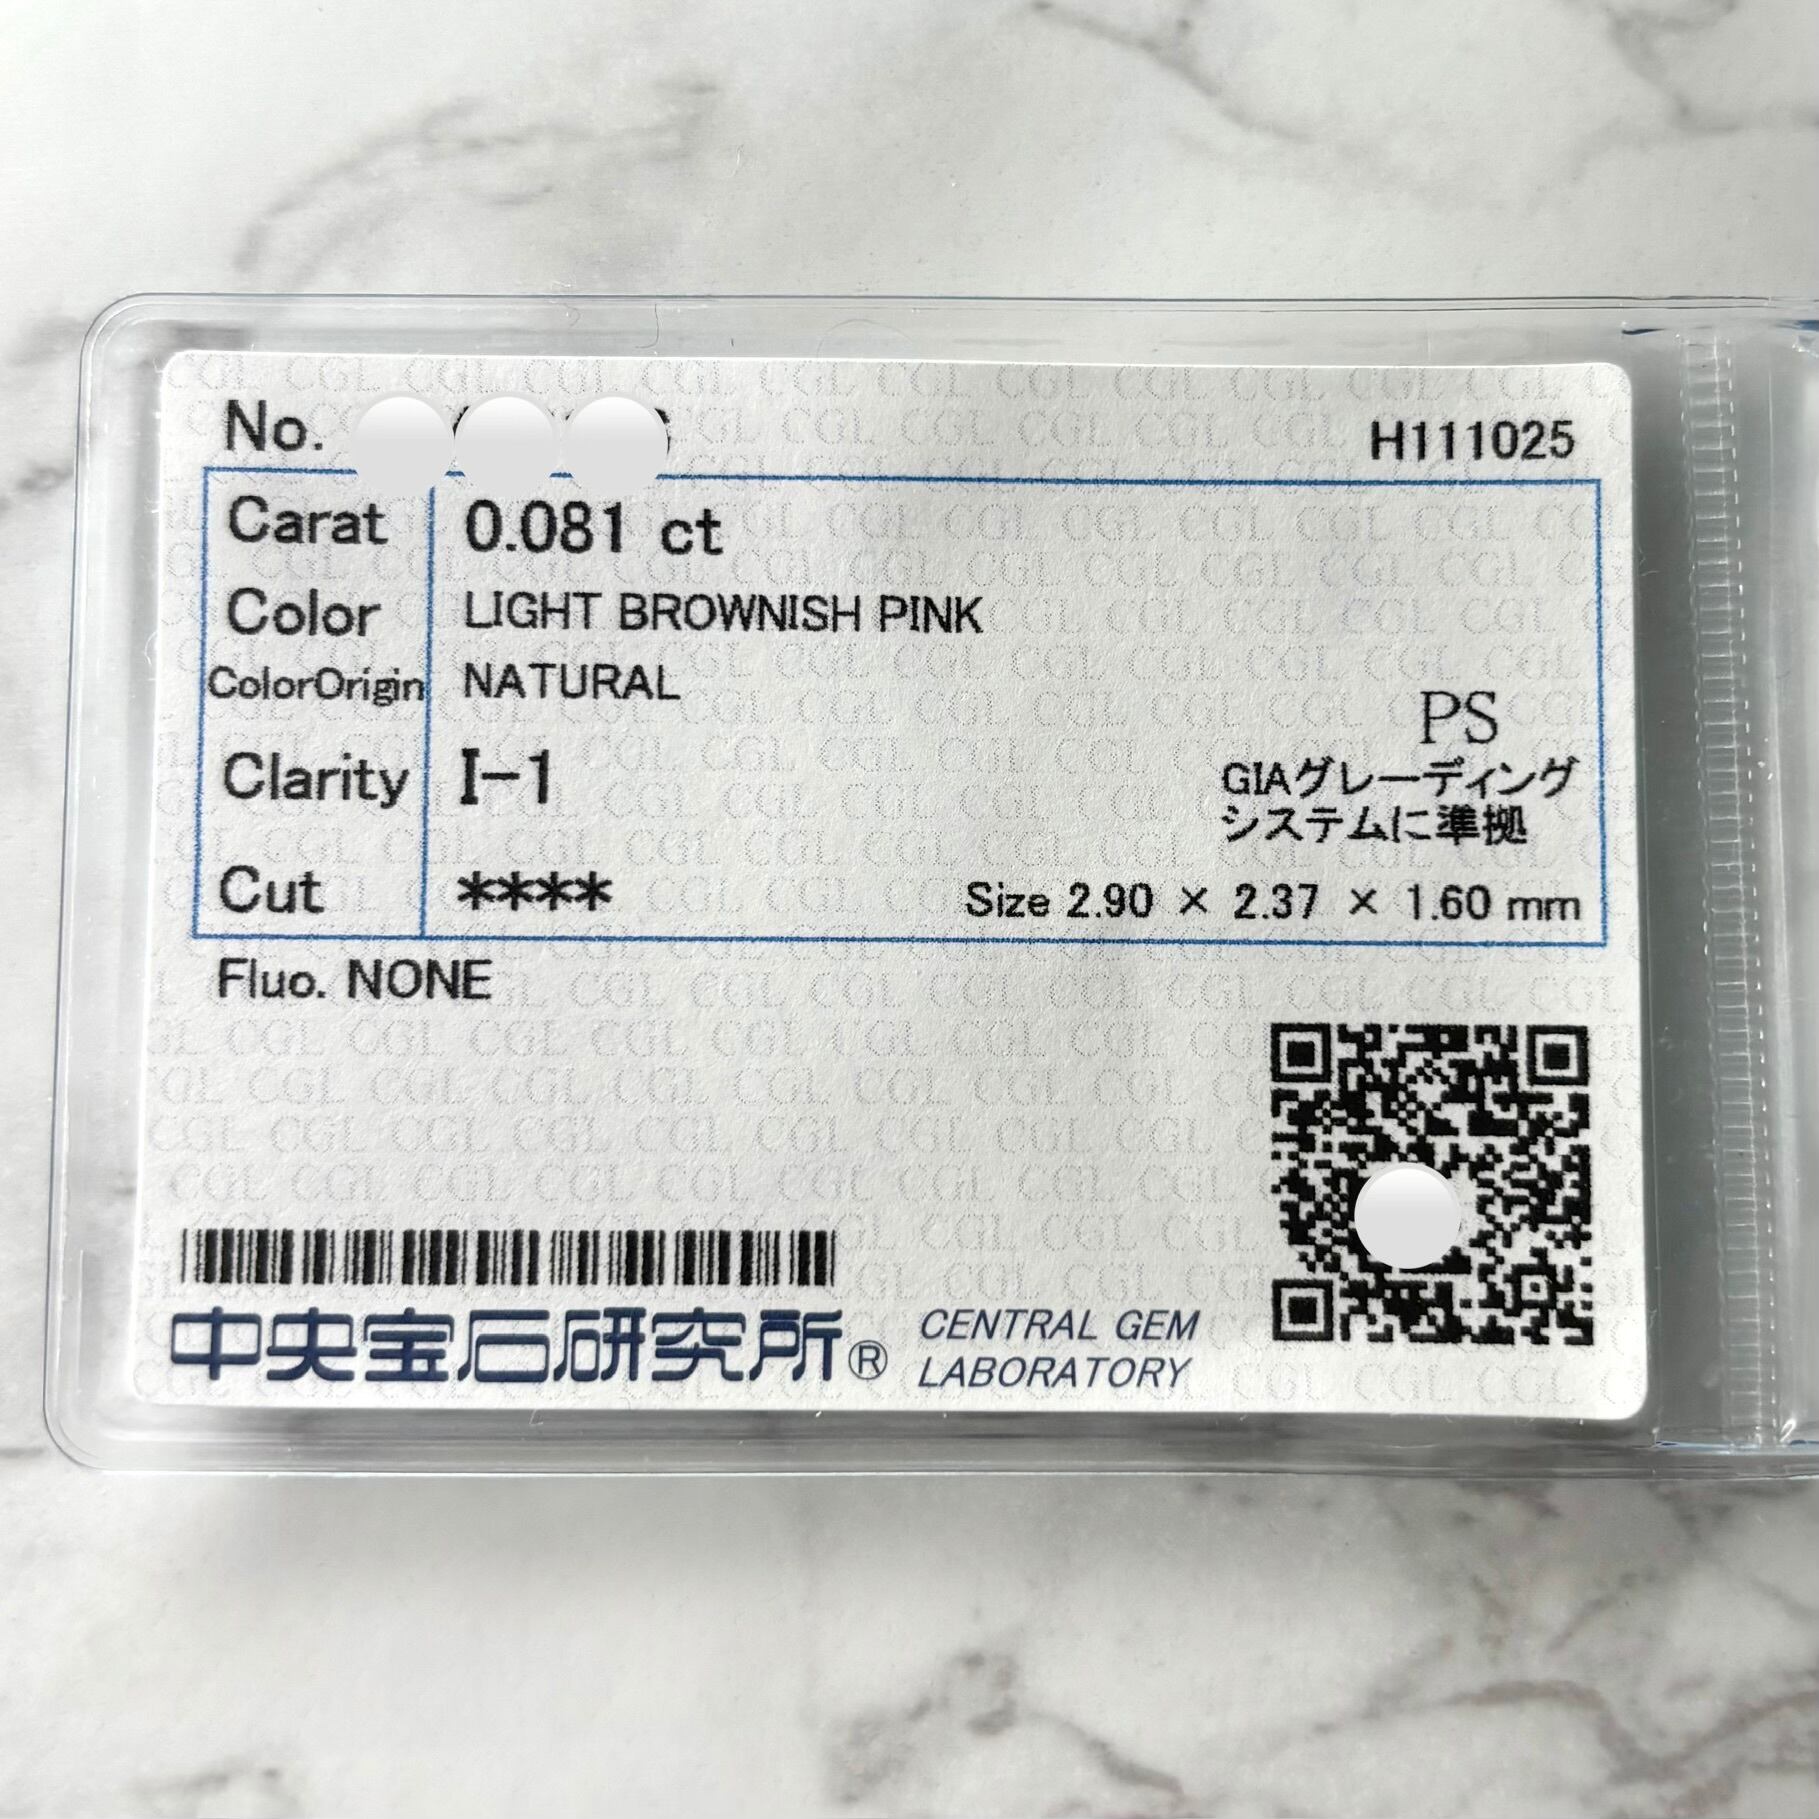 No.
H111025
Carat 0.081 ct
Color LIGHT BROWNISH PINK
ColorOrigin NATURAL
PS
Clarity I-1
GIAグレーディング
システムに準拠
Cut ****
Size 2.90 × 2.37 × 1.60 mm
Fluo. NONE
中央宝石研究所®
CENTRAL GEM
LABORATORY